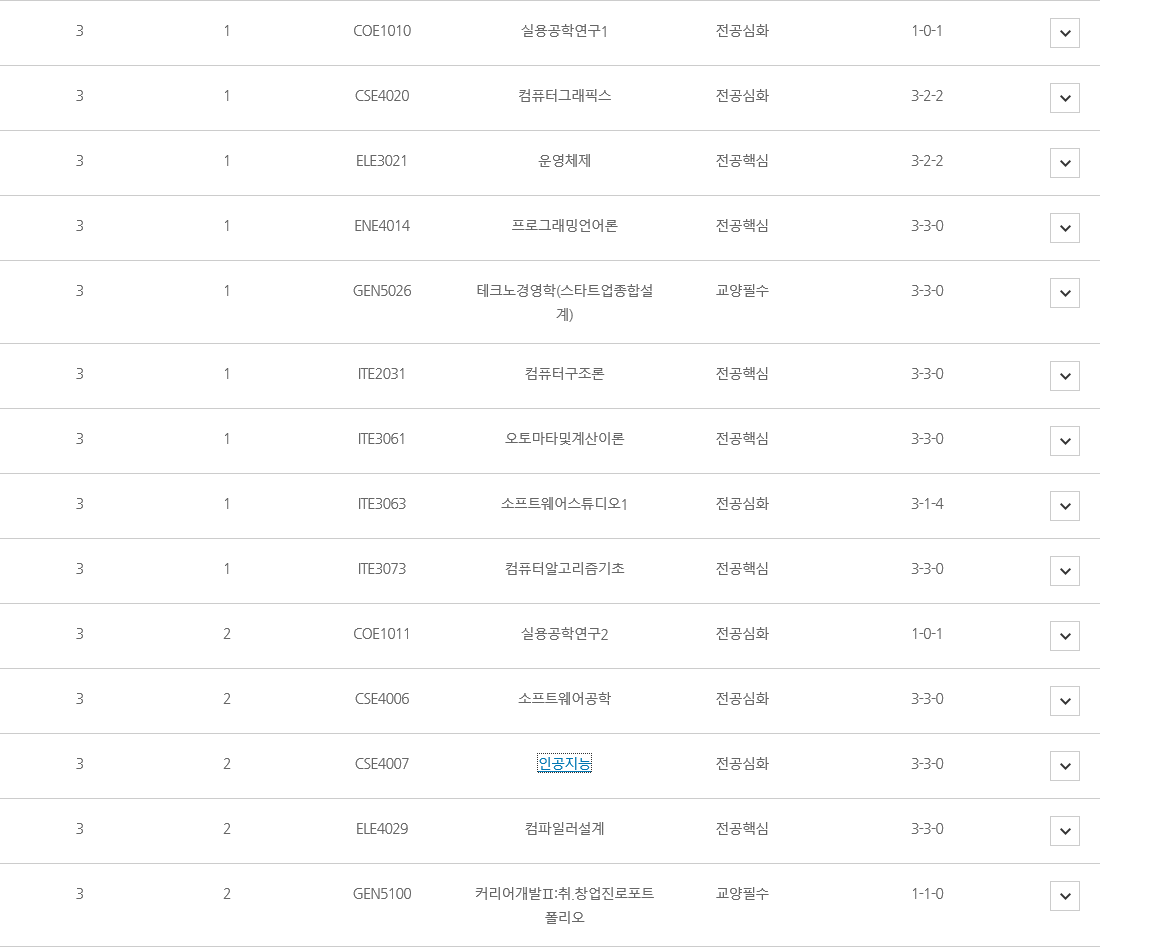 3 1 COE1010 실용공학연구1 전공심화 1-0-1
3 1 CSE4020 컴퓨터그래픽스 전공심화 3-2-2
3 1 ELE3021 운영체제 전공핵심 3-2-2
3 1 ENE4014 프로그래밍언어론 전공핵심 3-3-0
3 1 GEN5026 테크노경영학(스타트업종합설 교양필수 3-3-0
계)
3 1 ITE2031 컴퓨터구조론 전공핵심 3-3-0
3 1 ITE3061 오토마타및계산이론 전공핵심 3-3-0
3 1 ITE3063 소프트웨어스튜디오1 전공심화 3-1-4
3 1 ITE3073 컴퓨터알고리즘기초 전공핵심 3-3-0
3 2 COE1011 실용공학연구2 전공심화 1-0-1
3 2 CSE4006 소프트웨어공학 전공심화 3-3-0
3 2 CSE4007 인공지능 전공심화 3-3-0
3 2 ELE4029 컴파일러설계 전공핵심 3-3-0
3 2 GEN5100 커리어개발Ⅱ:취.창업진로포트 교양필수 1-1-0
폴리오